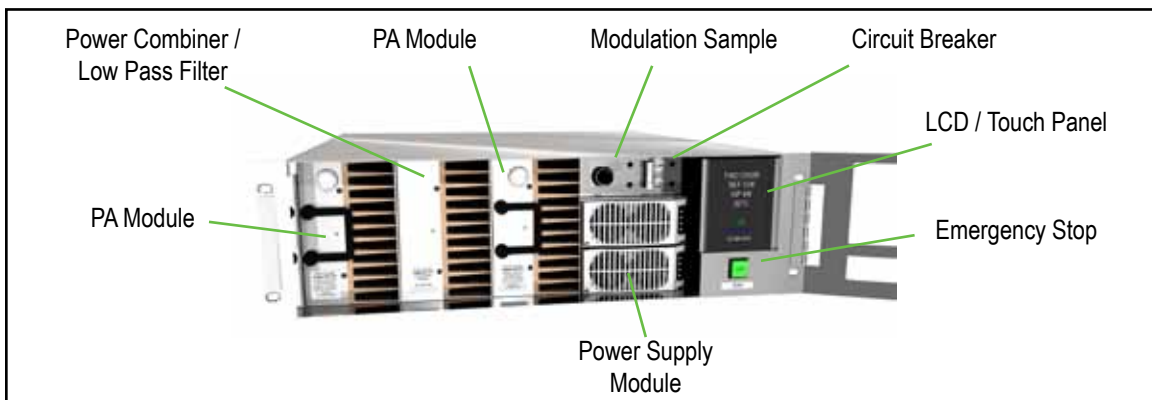 Power Combiner /
Low Pass Filter
PA Module
Modulation Sample
Circuit Breaker
LCD / Touch Panel
PA Module
Emergency Stop
Power Supply
Module